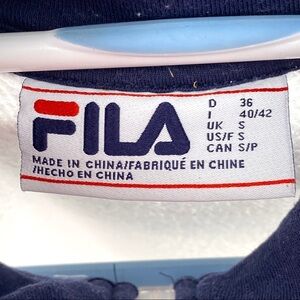 FILA
D 36
I 40/42
UK S
US/F S
CAN S/P
MADE IN CHINA/FABRIQUÉ EN CHINE
/HECHO EN CHINA